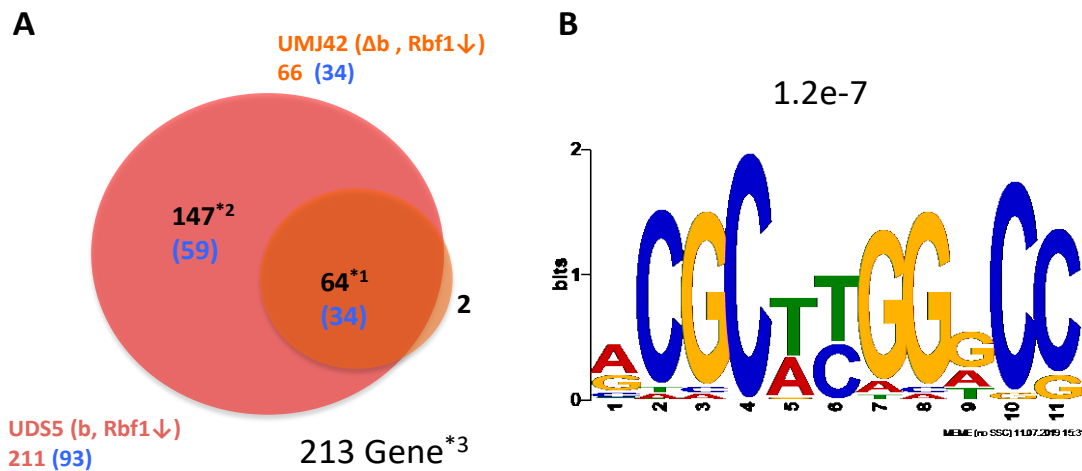 A
UMJ42 (Δb , Rbf1↓)
66 (34)
147*2
(59)
64*1
(34)
2
UDS5 (b, Rbf1↓)
211 (93)
213 Gene*3
B
1.2e-7
2
bits
1
0
1 2 3 4 5 6 7 8 9 10 11
MEME (no SSC) 11.07.2019 15:3